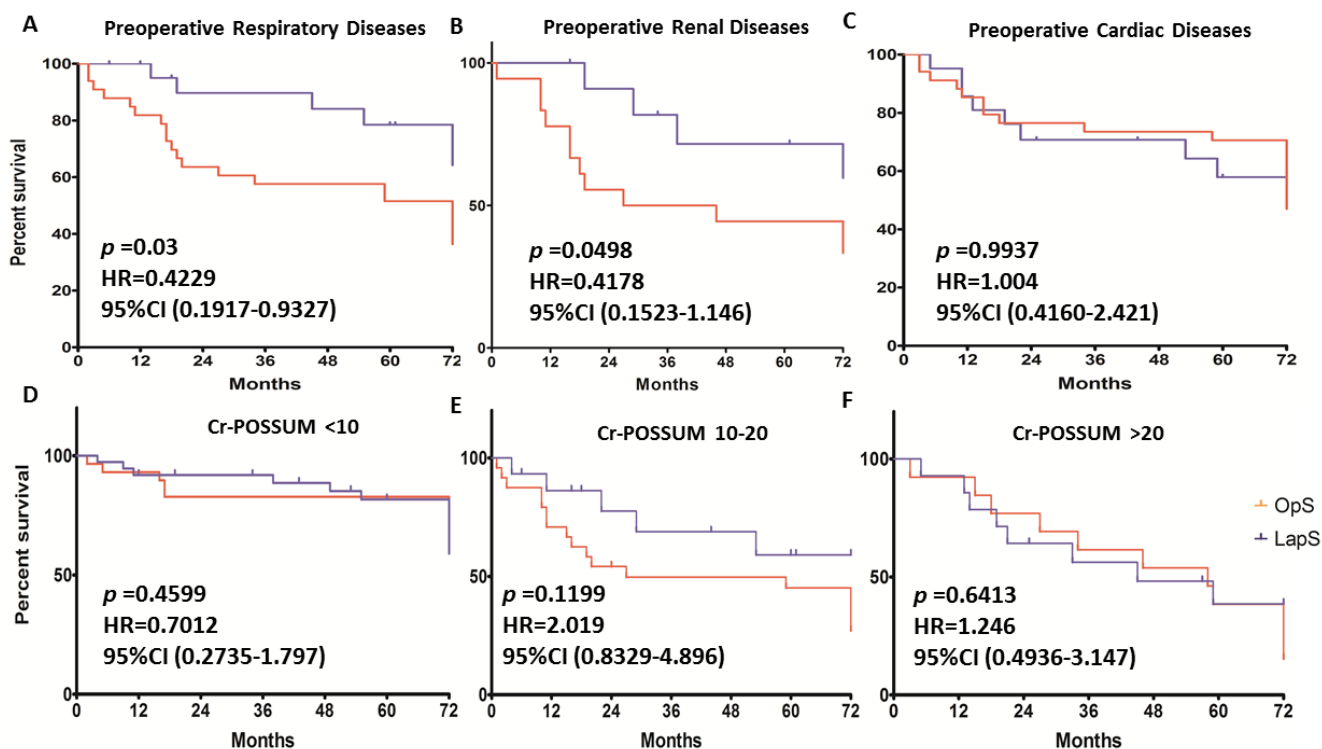 A
Preoperative Respiratory Diseases
Percent survival
100
80
60
40
20
0
p =0.03
HR=0.4229
95%CI (0.1917-0.9327)
0 12 24 36 48 60 72
Months
B
Preoperative Renal Diseases
100
50
0
p =0.0498
HR=0.4178
95%CI (0.1523-1.146)
0 12 24 36 48 60 72
Months
C
Preoperative Cardiac Diseases
100
80
60
40
20
0
p =0.9937
HR=1.004
95%CI (0.4160-2.421)
0 12 24 36 48 60 72
Months
D
Cr-POSSUM <10
Percent survival
100
50
0
p =0.4599
HR=0.7012
95%CI (0.2735-1.797)
0 12 24 36 48 60 72
Months
E
Cr-POSSUM 10-20
100
50
0
p =0.1199
HR=2.019
95%CI (0.8329-4.896)
0 12 24 36 48 60 72
Months
F
Cr-POSSUM >20
100
50
0
p =0.6413
HR=1.246
95%CI (0.4936-3.147)
0 12 24 36 48 60 72
Months
OpS
LapS